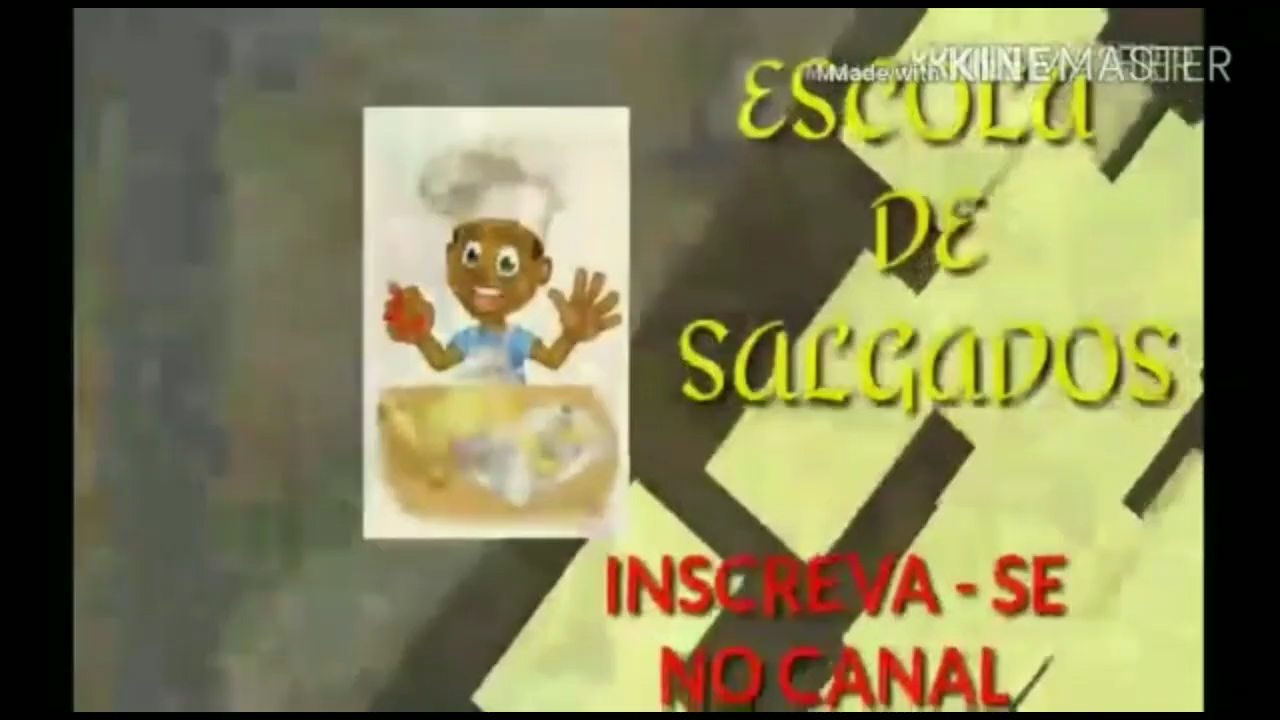 Made with KINEMASTER
ESCOLA
DE
SALGADOS
INSCREVA - SE
NO CANAL